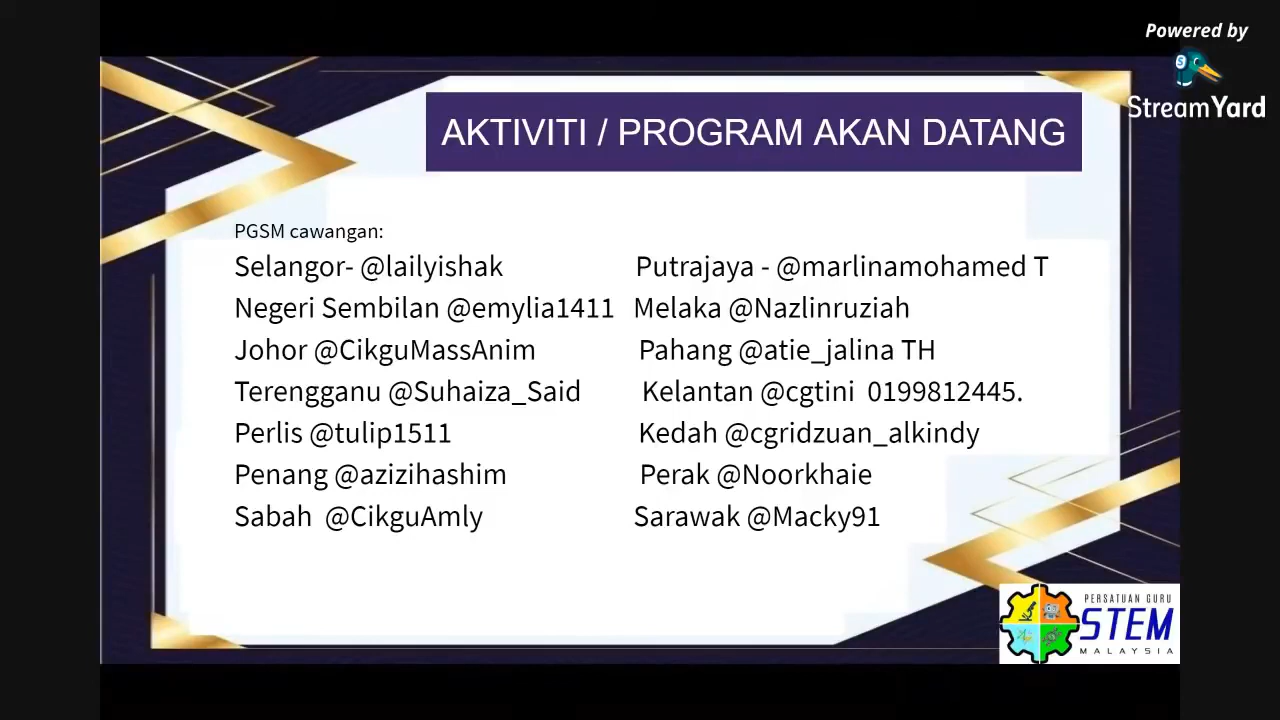 Powered by
StreamYard
AKTIVITI / PROGRAM AKAN DATANG
PGSM cawangan:
Selangor- @lailyishak Putrajaya - @marlinamohamed T
Negeri Sembilan @emylia1411 Melaka @Nazlinruziah
Johor @CikguMassAnim Pahang @atie_jalina TH
Terengganu @Suhaiza_Said Kelantan @cgtini 0199812445.
Perlis @tulip1511 Kedah @cgridzuan_alkindy
Penang @azizihashim Perak @Noorkhaie
Sabah @CikguAmly Sarawak @Macky91
PERSATUAN GURU
STEM
MALAYSIA